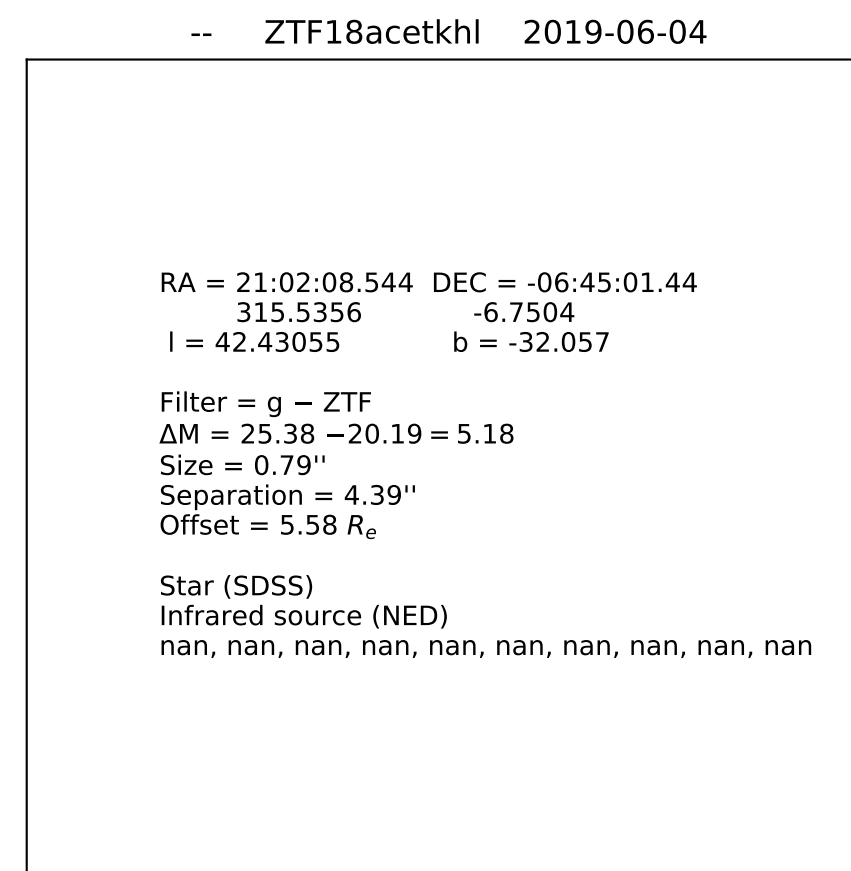 -- ZTF18acetkhl 2019-06-04
RA = 21:02:08.544 DEC = -06:45:01.44
315.5356 -6.7504
l = 42.43055 b = -32.057
Filter = g − ZTF
ΔM = 25.38 −20.19 = 5.18
Size = 0.79''
Separation = 4.39''
Offset = 5.58 Re
Star (SDSS)
Infrared source (NED)
nan, nan, nan, nan, nan, nan, nan, nan, nan, nan